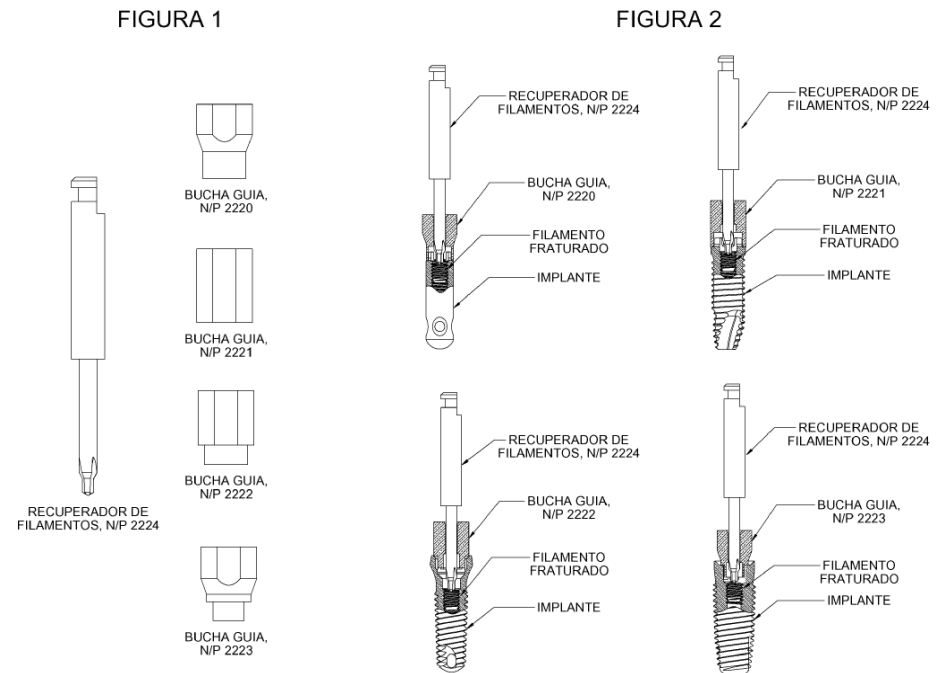 FIGURA 1
RECUPERADOR DE
FILAMENTOS, N/P 2224
BUCHA GUIA,
N/P 2220
BUCHA GUIA,
N/P 2221
BUCHA GUIA,
N/P 2222
BUCHA GUIA,
N/P 2223
FIGURA 2
RECUPERADOR DE
FILAMENTOS, N/P 2224
BUCHA GUIA,
N/P 2220
FILAMENTO
FRATURADO
IMPLANTE
RECUPERADOR DE
FILAMENTOS, N/P 2224
BUCHA GUIA,
N/P 2221
FILAMENTO
FRATURADO
IMPLANTE
RECUPERADOR DE
FILAMENTOS, N/P 2224
BUCHA GUIA,
N/P 2222
FILAMENTO
FRATURADO
IMPLANTE
RECUPERADOR DE
FILAMENTOS, N/P 2224
BUCHA GUIA,
N/P 2223
FILAMENTO
FRATURADO
IMPLANTE